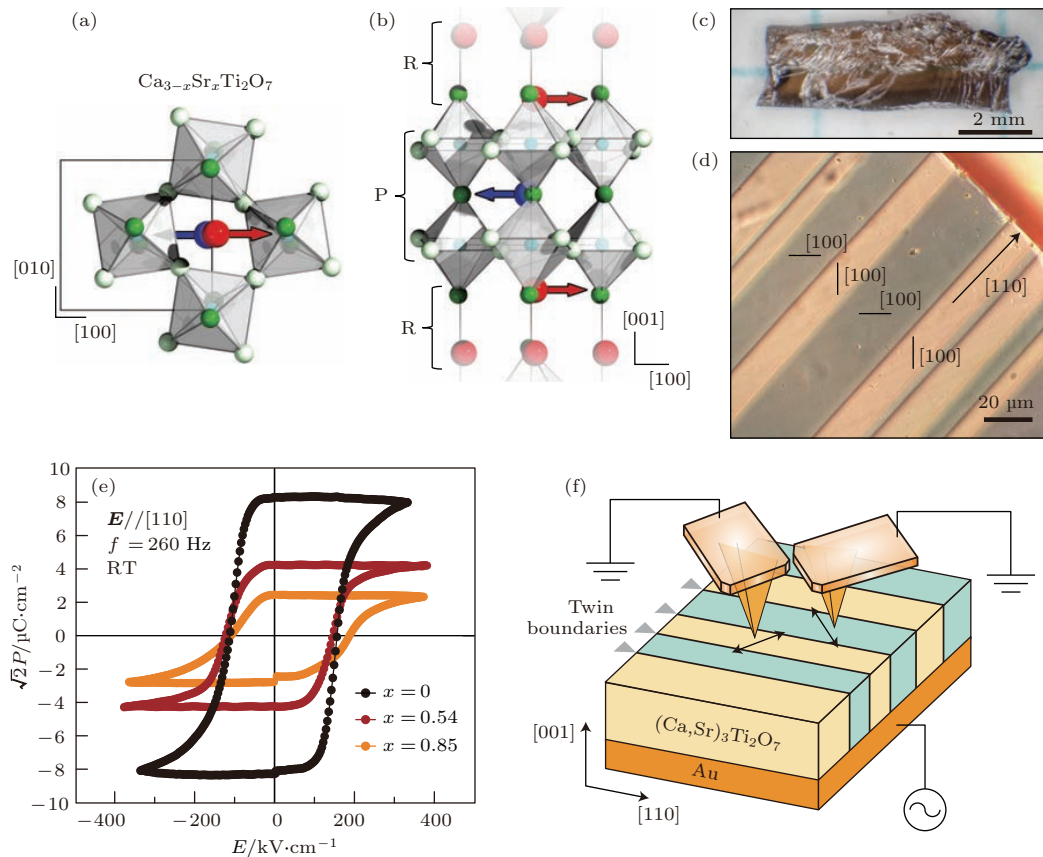 (a)
Ca₃₋ₓSrₓTi₂O₇
[010]
[100]
(b)
R
P
R
[001]
[100]
(c)
2 mm
(d)
[100]
[100]
[100]
[100]
[110]
20 µm
(e)
E//[110]
f = 260 Hz
RT
10
8
6
4
2
0
−2
−4
−6
−8
−10
√2P/µC·cm⁻²
x = 0
x = 0.54
x = 0.85
−400
−200
0
200
400
E/kV·cm⁻¹
(f)
Twin
boundaries
(Ca,Sr)₃Ti₂O₇
Au
[001]
[110]